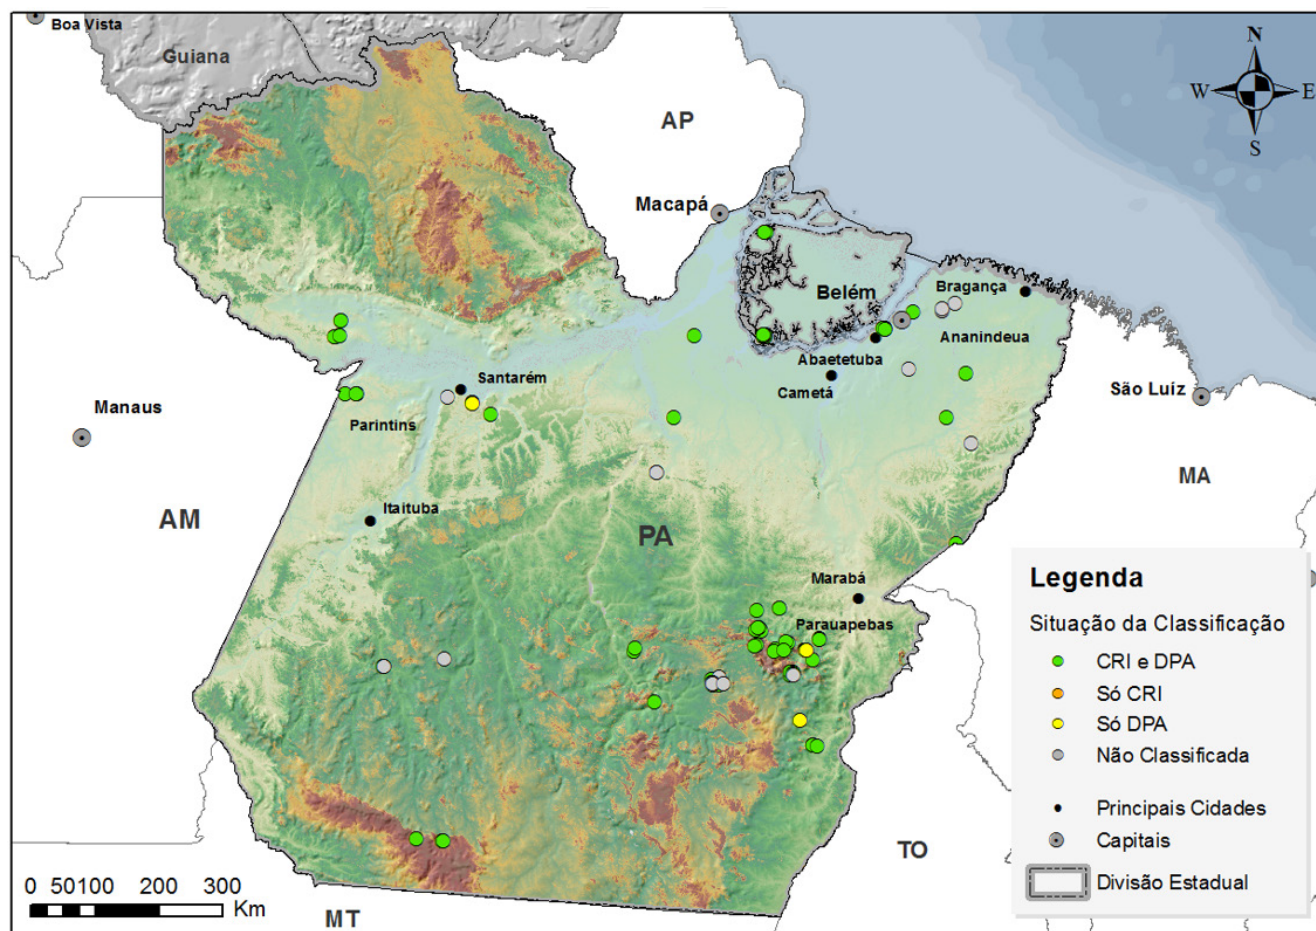 Boa Vista
Guiana
N
W
E
S
AP
Macapá
Belém
Bragança
Ananindeua
Abaetetuba
Cametá
São Luíz
Santarém
Manaus
Parintins
MA
Itaituba
AM
PA
Marabá
Parauapebas
TO
MT
0 50 100 200 300
Km
Legenda
Situação da Classificação
CRI e DPA
Só CRI
Só DPA
Não Classificada
Principais Cidades
Capitais
Divisão Estadual